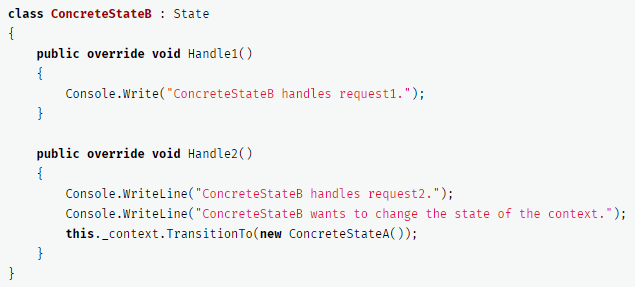 class ConcreteStateB : State
{
    public override void Handle1()
    {
        Console.Write("ConcreteStateB handles request1.");
    }

    public override void Handle2()
    {
        Console.WriteLine("ConcreteStateB handles request2.");
        Console.WriteLine("ConcreteStateB wants to change the state of the context.");
        this._context.TransitionTo(new ConcreteStateA());
    }
}